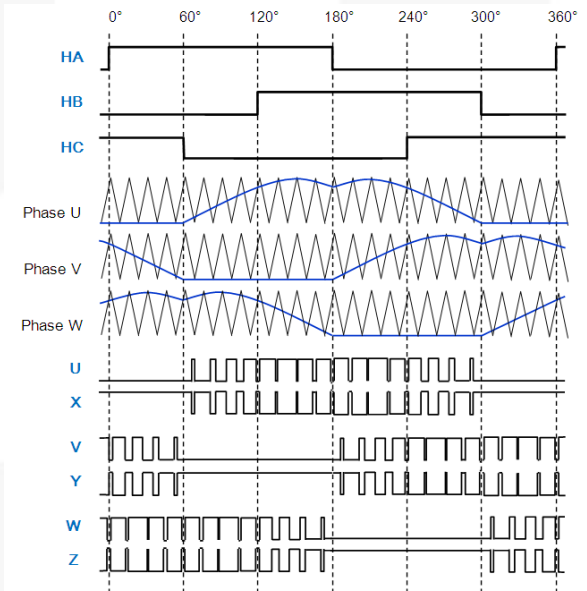 0° 60° 120° 180° 240° 300° 360°
HA
HB
HC
Phase U
Phase V
Phase W
U
X
V
Y
W
Z